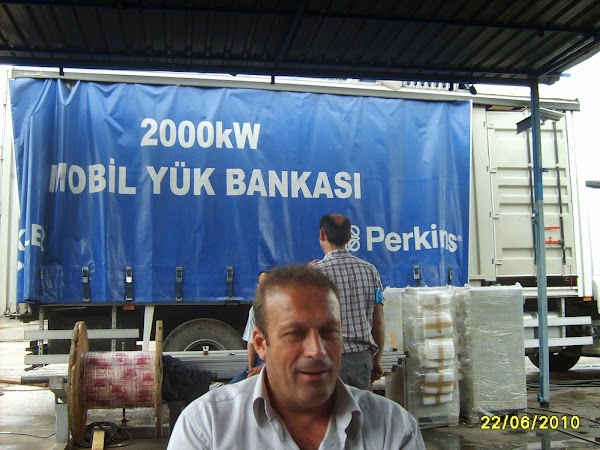 2000kW
MOBİL YÜK BANKASI
Perkins
22/06/2010